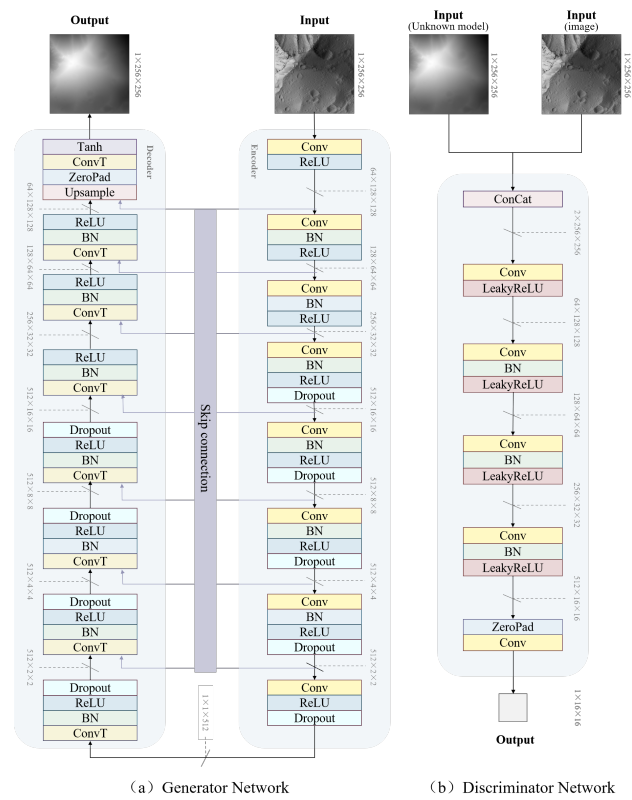 Output
1×256×256
Decoder
Tanh
ConvT
ZeroPad
Upsample
64×128×128
ReLU
BN
ConvT
128×64×64
ReLU
BN
ConvT
256×32×32
ReLU
BN
ConvT
512×16×16
Dropout
ReLU
BN
ConvT
512×8×8
Dropout
ReLU
BN
ConvT
512×4×4
Dropout
ReLU
BN
ConvT
512×2×2
Dropout
ReLU
BN
ConvT
Skip connection
1×1×512
Input
1×256×256
Encoder
Conv
ReLU
64×128×128
Conv
BN
ReLU
128×64×64
Conv
BN
ReLU
256×32×32
Conv
BN
ReLU
Dropout
512×16×16
Conv
BN
ReLU
Dropout
512×8×8
Conv
BN
ReLU
Dropout
512×4×4
Conv
BN
ReLU
Dropout
512×2×2
Conv
ReLU
Dropout
(a) Generator Network
Input
(Unknown model)
1×256×256
Input
(image)
1×256×256
ConCat
2×256×256
Conv
LeakyReLU
64×128×128
Conv
BN
LeakyReLU
128×64×64
Conv
BN
LeakyReLU
256×32×32
Conv
BN
LeakyReLU
512×16×16
ZeroPad
Conv
1×16×16
Output
(b) Discriminator Network